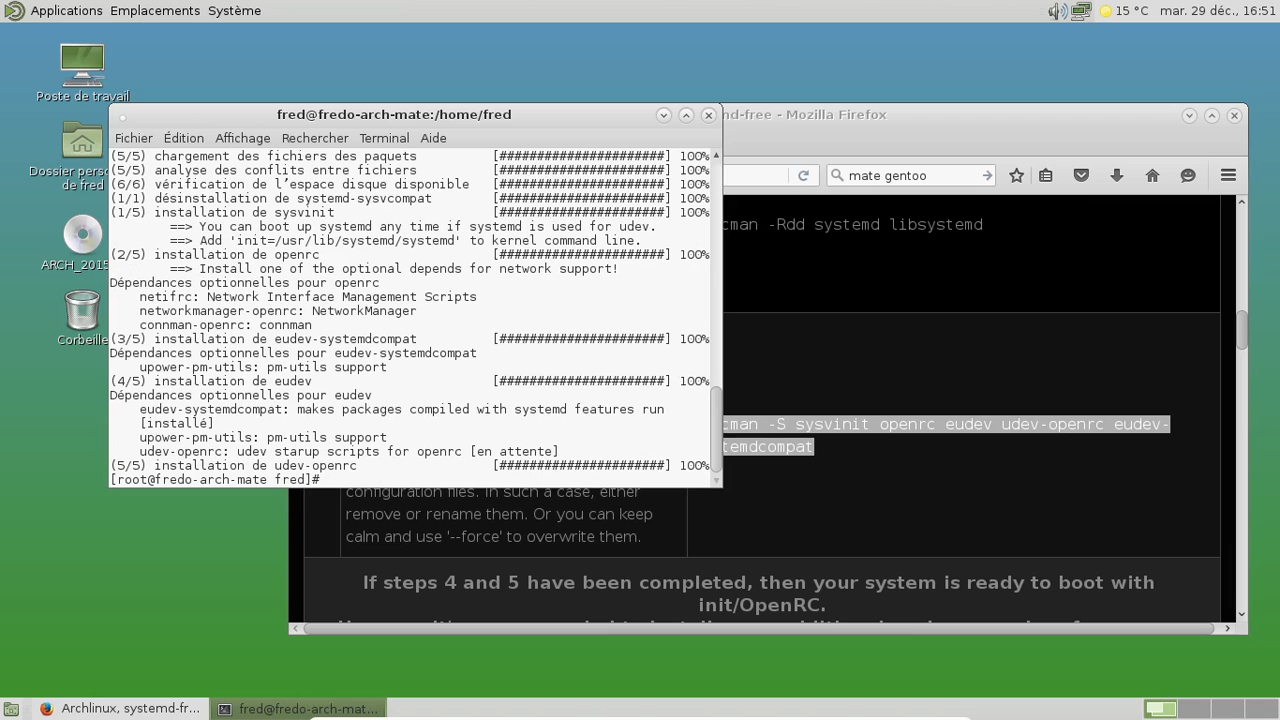 Applications Emplacements Système
15 °C mar. 29 déc., 16:51
Poste de travail
Dossier perso
de fred
ARCH_2015
Corbeille
fred@fredo-arch-mate:/home/fred
Fichier Édition Affichage Rechercher Terminal Aide
(5/5) chargement des fichiers des paquets [######################] 100%
(5/5) analyse des conflits entre fichiers [######################] 100%
(6/6) vérification de l’espace disque disponible [######################] 100%
(1/1) désinstallation de systemd-sysvcompat [######################] 100%
(1/5) installation de sysvinit [######################] 100%
==> You can boot up systemd any time if systemd is used for udev.
==> Add 'init=/usr/lib/systemd/systemd' to kernel command line.
(2/5) installation de openrc [######################] 100%
==> Install one of the optional depends for network support!
Dépendances optionnelles pour openrc
netifrc: Network Interface Management Scripts
networkmanager-openrc: NetworkManager
connman-openrc: connman
(3/5) installation de eudev-systemdcompat [######################] 100%
Dépendances optionnelles pour eudev-systemdcompat
upower-pm-utils: pm-utils support
(4/5) installation de eudev [######################] 100%
Dépendances optionnelles pour eudev
eudev-systemdcompat: makes packages compiled with systemd features run
[installé]
upower-pm-utils: pm-utils support
udev-openrc: udev starup scripts for openrc [en attente]
(5/5) installation de udev-openrc [######################] 100%
[root@fredo-arch-mate fred]#
nd-free - Mozilla Firefox
mate gentoo
cman -Rdd systemd libsystemd
cman -S sysvinit openrc eudev udev-openrc eudev-
temdcompat
configuration files. In such a case, either
remove or rename them. Or you can keep
calm and use '--force' to overwrite them.
If steps 4 and 5 have been completed, then your system is ready to boot with
init/OpenRC.
Archlinux, systemd-fr...
fred@fredo-arch-mat...